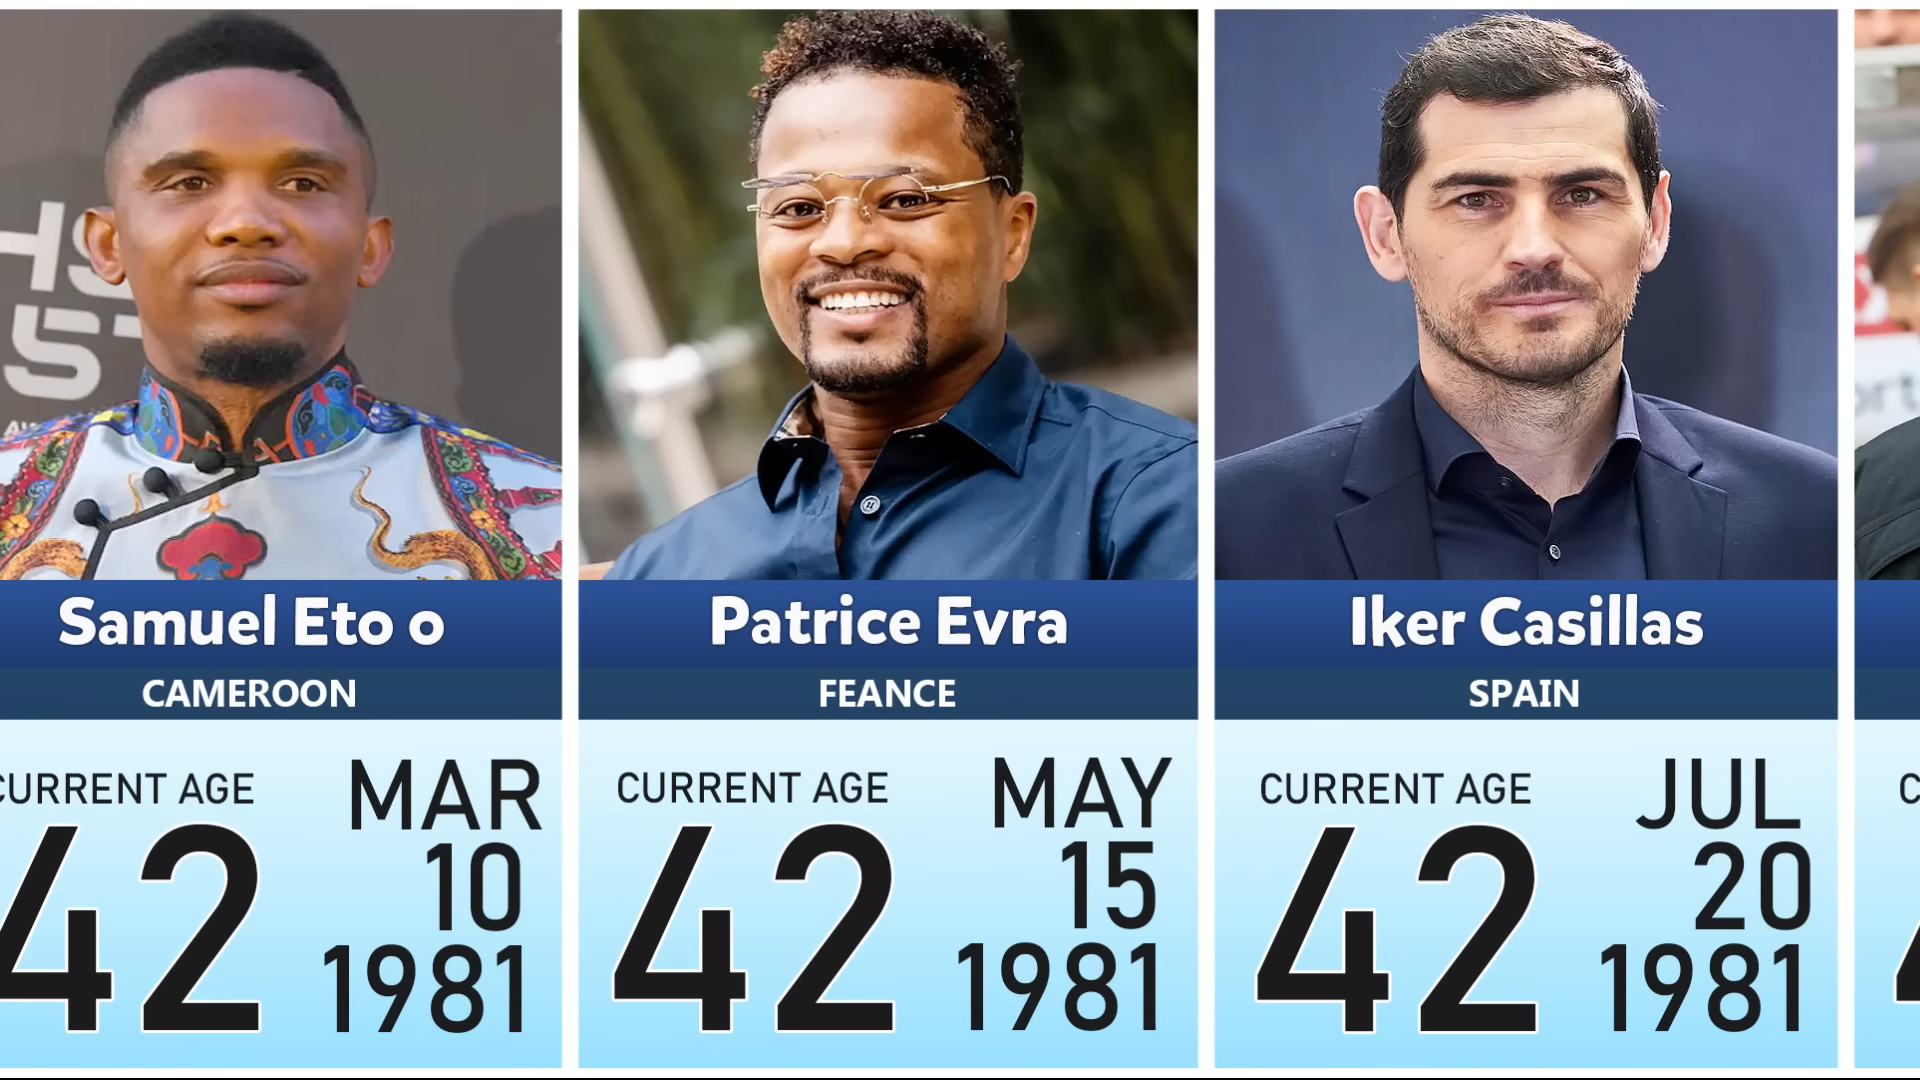 Samuel Eto o
CAMEROON
CURRENT AGE
42
MAR
10
1981
Patrice Evra
FEANCE
CURRENT AGE
42
MAY
15
1981
Iker Casillas
SPAIN
CURRENT AGE
42
JUL
20
1981